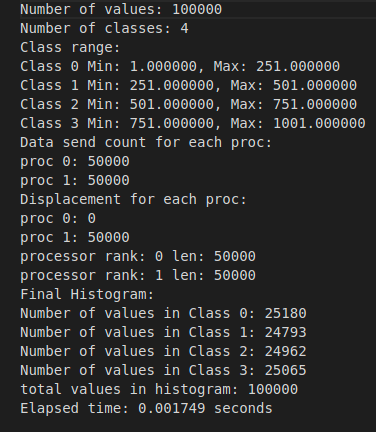 Number of values: 100000
Number of classes: 4
Class range:
Class 0 Min: 1.000000, Max: 251.000000
Class 1 Min: 251.000000, Max: 501.000000
Class 2 Min: 501.000000, Max: 751.000000
Class 3 Min: 751.000000, Max: 1001.000000
Data send count for each proc:
proc 0: 50000
proc 1: 50000
Displacement for each proc:
proc 0: 0
proc 1: 50000
processor rank: 0 len: 50000
processor rank: 1 len: 50000
Final Histogram:
Number of values in Class 0: 25180
Number of values in Class 1: 24793
Number of values in Class 2: 24962
Number of values in Class 3: 25065
total values in histogram: 100000
Elapsed time: 0.001749 seconds